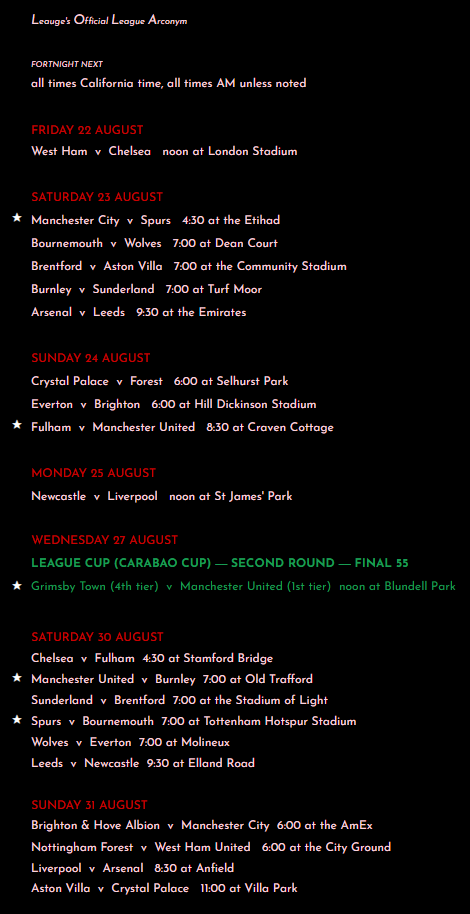 Leauge's Official League Arconym
FORTNIGHT NEXT
all times California time, all times AM unless noted
FRIDAY 22 AUGUST
West Ham v Chelsea noon at London Stadium
SATURDAY 23 AUGUST
★ Manchester City v Spurs 4:30 at the Etihad
Bournemouth v Wolves 7:00 at Dean Court
Brentford v Aston Villa 7:00 at the Community Stadium
Burnley v Sunderland 7:00 at Turf Moor
Arsenal v Leeds 9:30 at the Emirates
SUNDAY 24 AUGUST
Crystal Palace v Forest 6:00 at Selhurst Park
Everton v Brighton 6:00 at Hill Dickinson Stadium
★ Fulham v Manchester United 8:30 at Craven Cottage
MONDAY 25 AUGUST
Newcastle v Liverpool noon at St James' Park
WEDNESDAY 27 AUGUST
LEAGUE CUP (CARABAO CUP) — SECOND ROUND — FINAL 55
★ Grimsby Town (4th tier) v Manchester United (1st tier) noon at Blundell Park
SATURDAY 30 AUGUST
Chelsea v Fulham 4:30 at Stamford Bridge
★ Manchester United v Burnley 7:00 at Old Trafford
Sunderland v Brentford 7:00 at the Stadium of Light
★ Spurs v Bournemouth 7:00 at Tottenham Hotspur Stadium
Wolves v Everton 7:00 at Molineux
Leeds v Newcastle 9:30 at Elland Road
SUNDAY 31 AUGUST
Brighton & Hove Albion v Manchester City 6:00 at the AmEx
Nottingham Forest v West Ham United 6:00 at the City Ground
Liverpool v Arsenal 8:30 at Anfield
Aston Villa v Crystal Palace 11:00 at Villa Park